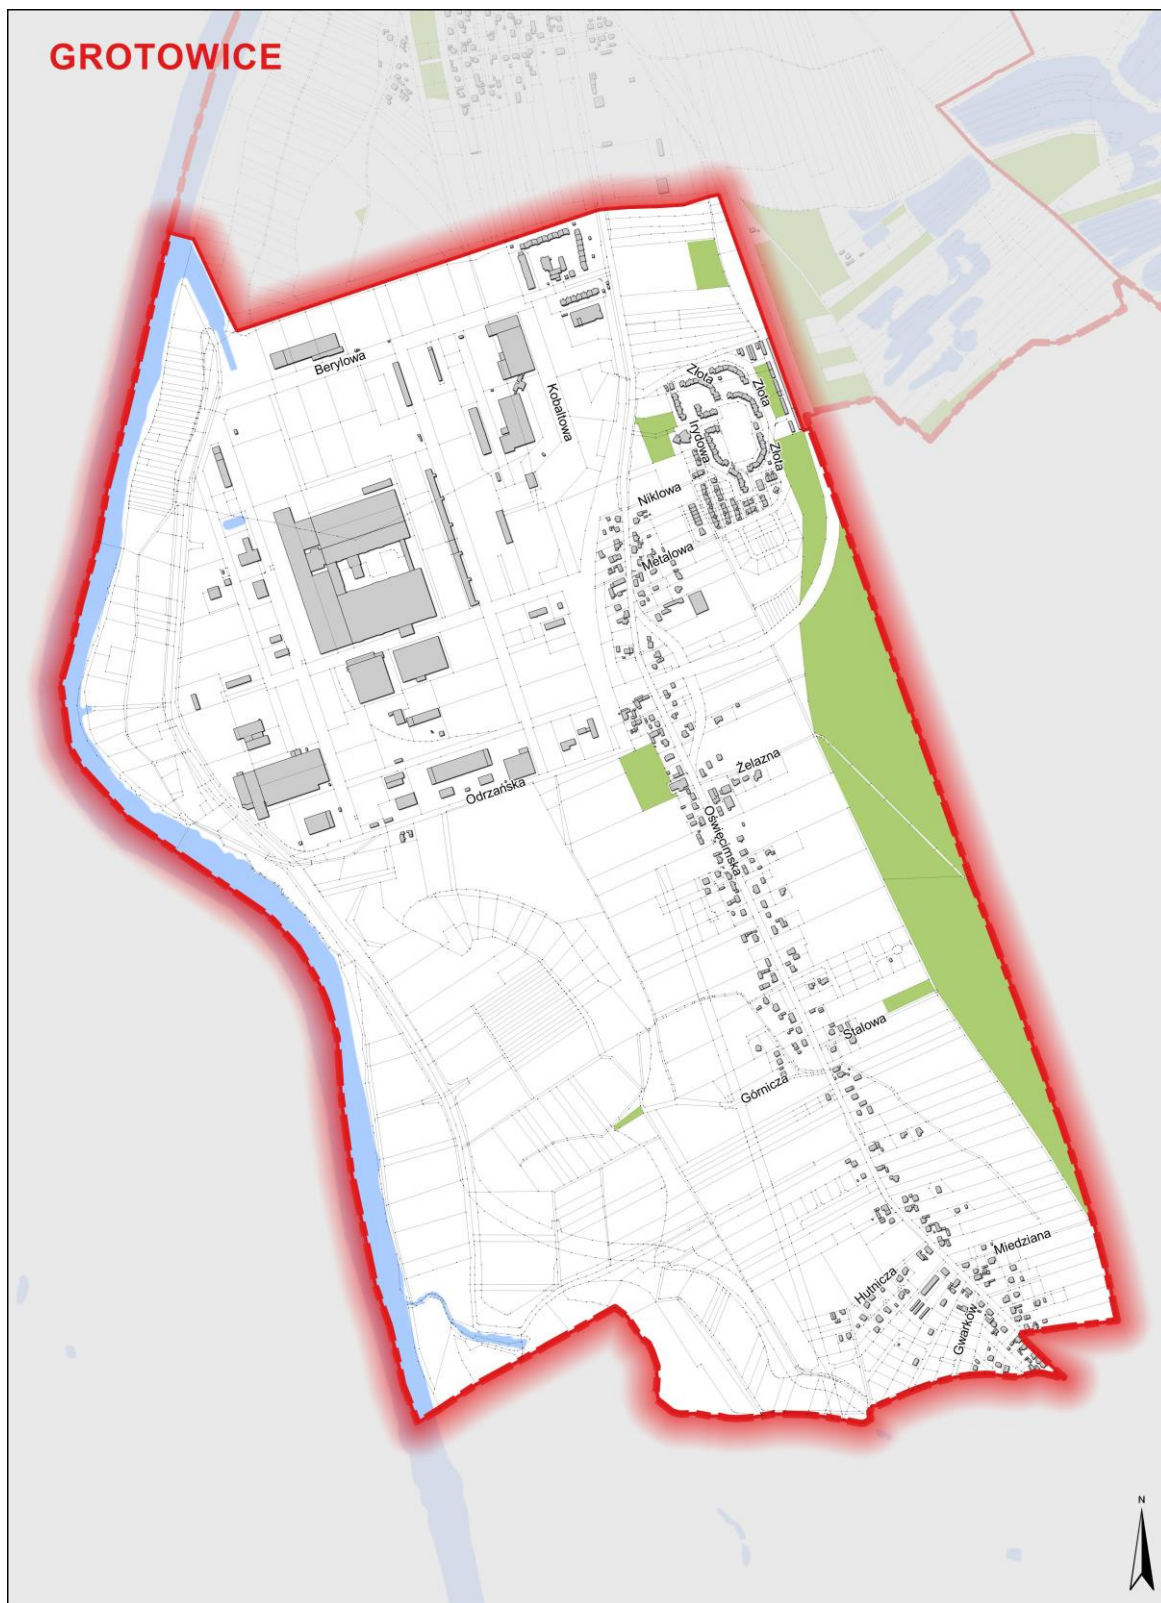 GROTOWICE
Berylowa
Kobaltowa
Złota
Złota
Irydowa
Złota
Niklowa
Metalowa
Żelazna
Odrzańska
Oświęcimska
Stalowa
Górnicza
Miedziana
Hutnicza
Gwarków
N